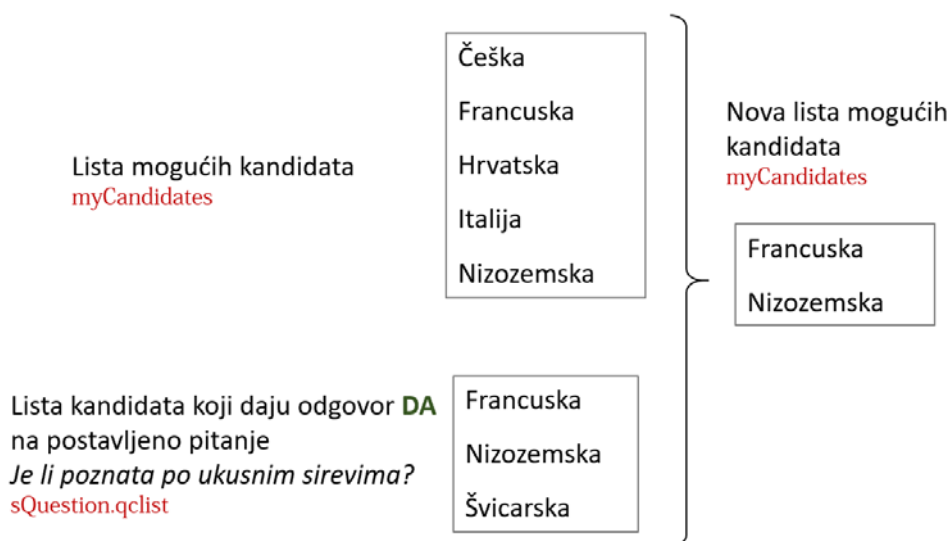 Lista mogućih kandidata
myCandidates
Češka
Francuska
Hrvatska
Italija
Nizozemska
Nova lista mogućih
kandidata
myCandidates
Francuska
Nizozemska
Lista kandidata koji daju odgovor DA
na postavljeno pitanje
Je li poznata po ukusnim sirevima?
sQuestion.qclist
Francuska
Nizozemska
Švicarska